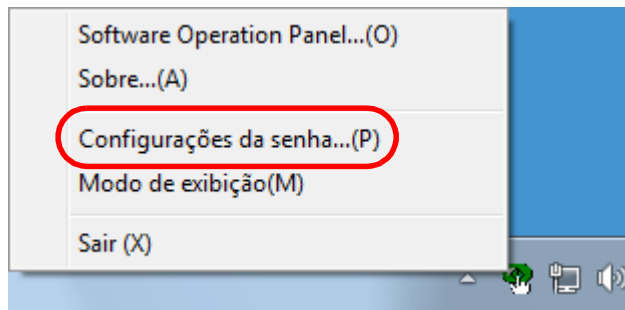 Software Operation Panel...(O)
Sobre...(A)
Configurações da senha...(P)
Modo de exibição(M)
Sair (X)